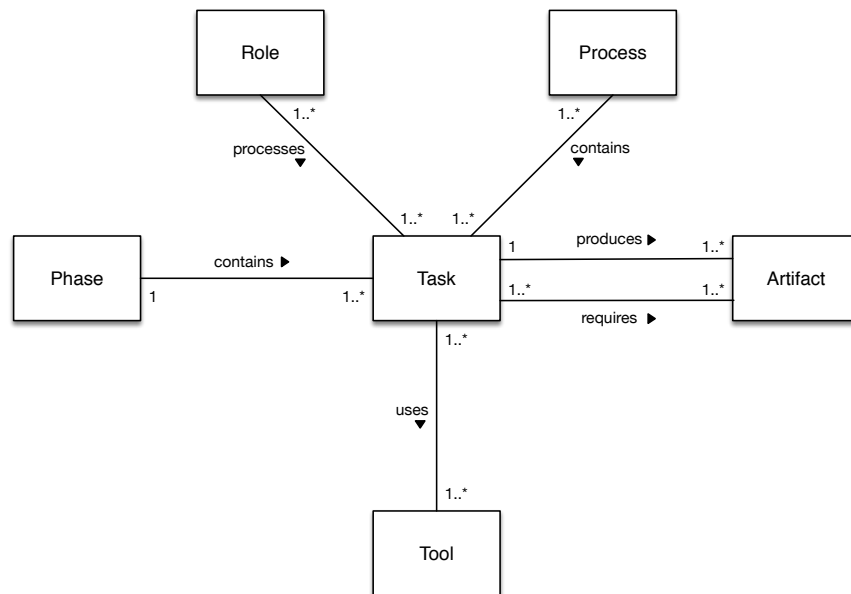 Role
Process
1..*
1..*
processes
contains
1..*
1..*
1
produces
1..*
contains
Phase
Task
Artifact
1
1..*
1..*
1..*
requires
1..*
uses
1..*
Tool